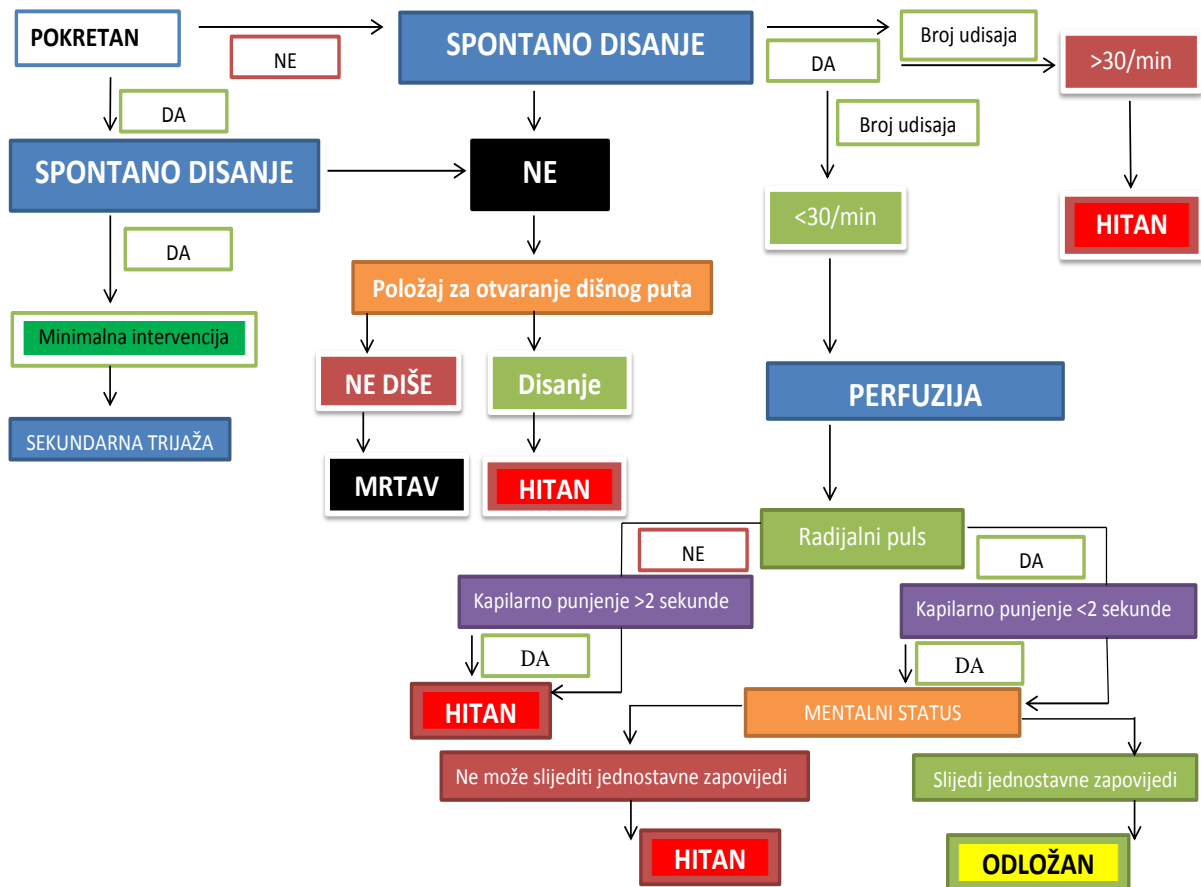 POKRETAN
NE
SPONTANO DISANJE
DA
Broj udisaja
>30/min
DA
Broj udisaja
SPONTANO DISANJE
NE
<30/min
HITAN
DA
Položaj za otvaranje dišnog puta
Minimalna intervencija
NE DIŠE
Disanje
PERFUZIJA
SEKUNDARNA TRIJAŽA
MRTAV
HITAN
Radijalni puls
NE
DA
Kapilarno punjenje >2 sekunde
Kapilarno punjenje <2 sekunde
DA
DA
HITAN
MENTALNI STATUS
Ne može slijediti jednostavne zapovijedi
Slijedi jednostavne zapovijedi
HITAN
ODLOŽAN